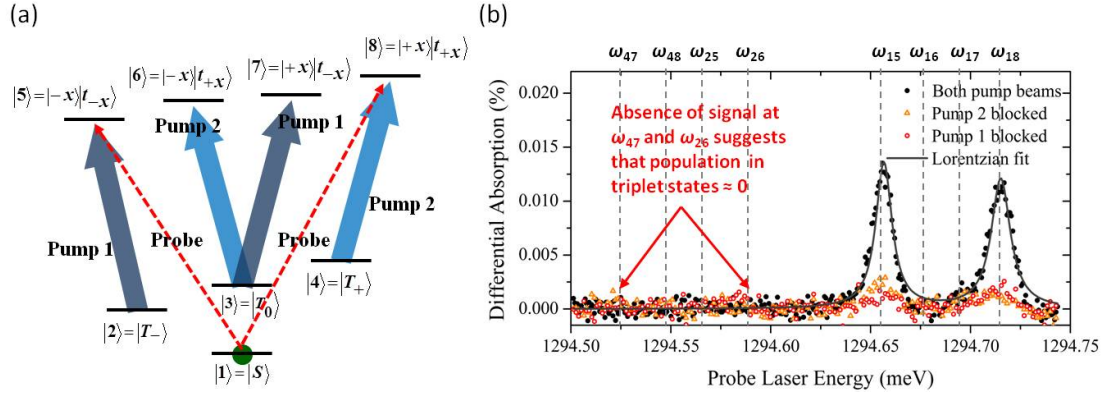 (a)
|8⟩=|+x⟩|t₊ₓ⟩
|7⟩=|+x⟩|t₋ₓ⟩
|6⟩=|−x⟩|t₊ₓ⟩
|5⟩=|−x⟩|t₋ₓ⟩
Pump 2
Pump 1
Pump 1
Probe
Probe
Pump 2
|4⟩=|T₊⟩
|3⟩=|T₀⟩
|2⟩=|T₋⟩
|1⟩=|S⟩
(b)
ω₄₇ ω₄₈ ω₂₅ ω₂₆ ω₁₅ ω₁₆ ω₁₇ ω₁₈
Differential Absorption (%)
0.020
0.015
0.010
0.005
0.000
Absence of signal at
ω₄₇ and ω₂₆ suggests
that population in
triplet states ≈ 0
Both pump beams
Pump 2 blocked
Pump 1 blocked
Lorentzian fit
1294.50 1294.55 1294.60 1294.65 1294.70 1294.75
Probe Laser Energy (meV)